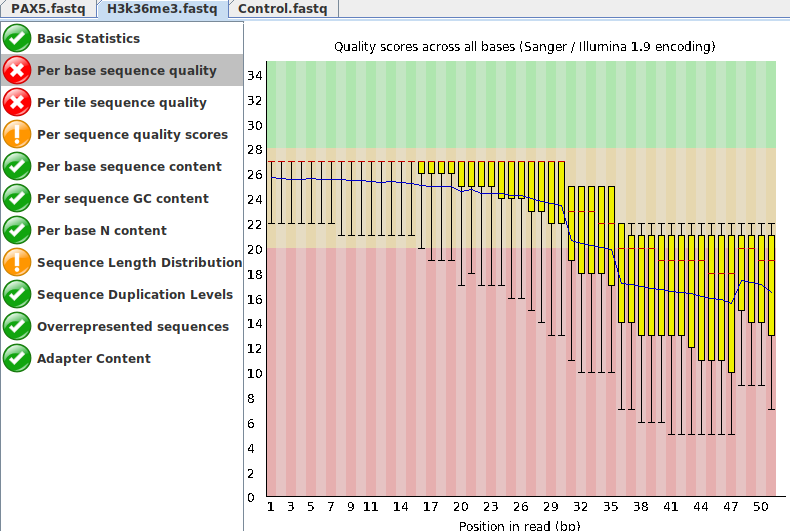 PAX5.fastq H3k36me3.fastq Control.fastq
Basic Statistics
Per base sequence quality
Per tile sequence quality
Per sequence quality scores
Per base sequence content
Per sequence GC content
Per base N content
Sequence Length Distribution
Sequence Duplication Levels
Overrepresented sequences
Adapter Content
Quality scores across all bases (Sanger / Illumina 1.9 encoding)
34
32
30
28
26
24
22
20
18
16
14
12
10
8
6
4
2
0
1 3 5 7 9 11 14 17 20 23 26 29 32 35 38 41 44 47 50
Position in read (bp)